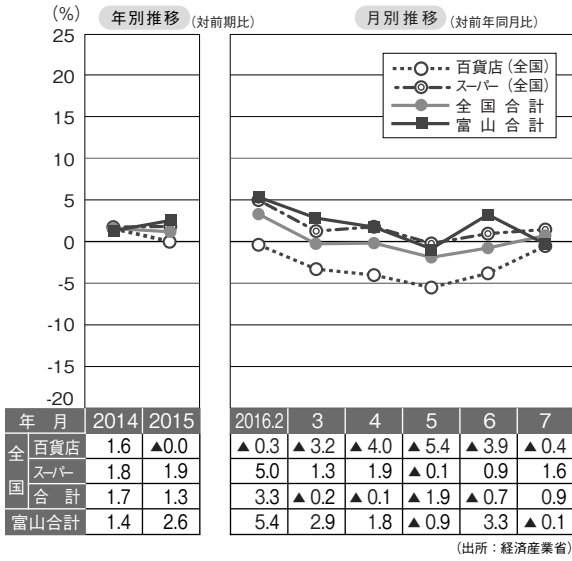 (%) 年別推移 (対前期比) 月別推移 (対前年同月比)
25
20
15
10
5
0
-5
-10
-15
-20
百貨店(全国)
スーパー(全国)
全国合計
富山合計
年 月 2014 2015 2016.2 3 4 5 6 7
全国 百貨店 1.6 ▲0.0 ▲0.3 ▲3.2 ▲4.0 ▲5.4 ▲3.9 ▲0.4
スーパー 1.8 1.9 5.0 1.3 1.9 ▲0.1 0.9 1.6
合計 1.7 1.3 3.3 ▲0.2 ▲0.1 ▲1.9 ▲0.7 0.9
富山合計 1.4 2.6 5.4 2.9 1.8 ▲0.9 3.3 ▲0.1
(出所:経済産業省)